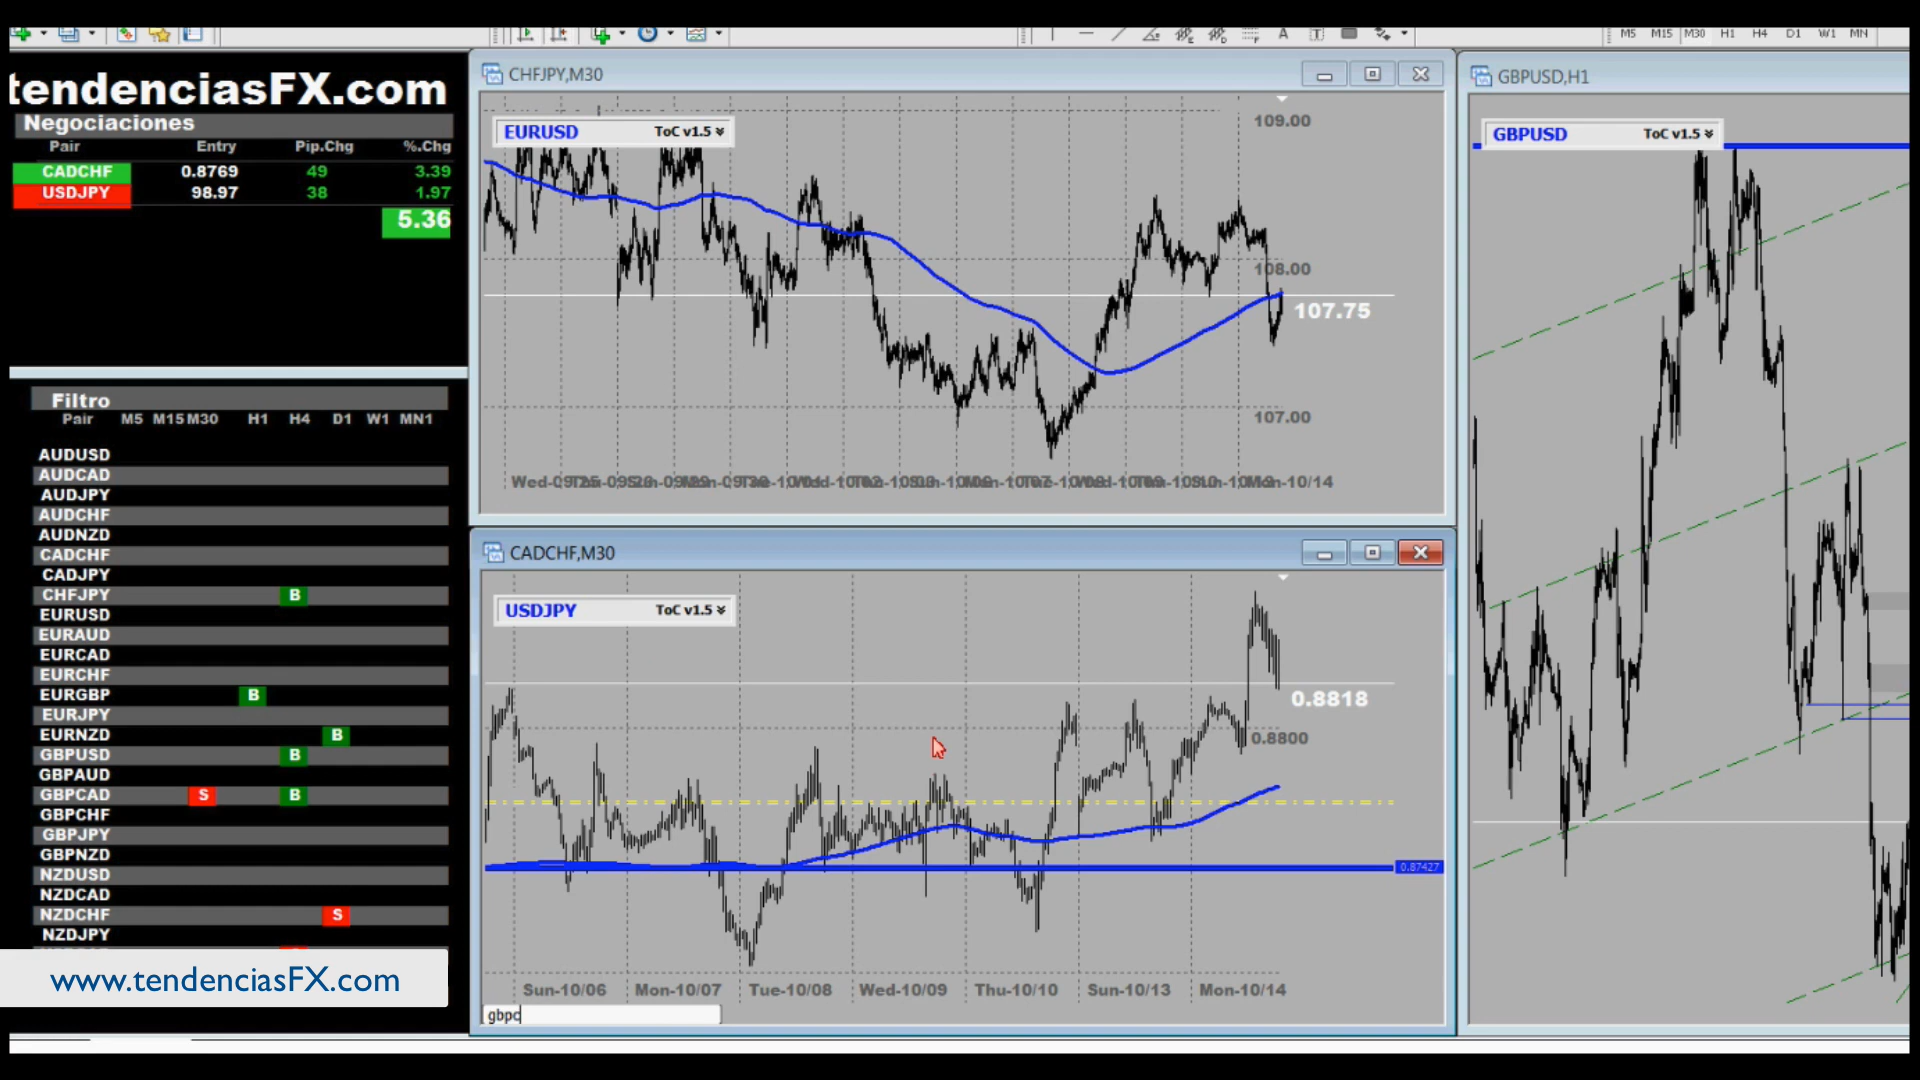 M5 M15 M30 H1 H4 D1 W1 MN
tendenciasFX.com
Negociaciones
Pair Entry Pip.Chg %.Chg
CADCHF 0.8769 49 3.39
USDJPY 98.97 38 1.97
5.36
Filtro
Pair M5 M15 M30 H1 H4 D1 W1 MN1
AUDUSD
AUDCAD
AUDJPY
AUDCHF
AUDNZD
CADCHF
CADJPY
CHFJPY B
EURUSD
EURAUD
EURCAD
EURCHF
EURGBP B
EURJPY
EURNZD B
GBPUSD B
GBPAUD
GBPCAD S B
GBPCHF
GBPJPY
GBPNZD
NZDUSD
NZDCAD
NZDCHF S
NZDJPY
www.tendenciasFX.com
CHFJPY,M30
EURUSD ToC v1.5
109.00
108.00
107.75
107.00
CADCHF,M30
USDJPY ToC v1.5
0.8818
0.8800
0.87427
Sun-10/06 Mon-10/07 Tue-10/08 Wed-10/09 Thu-10/10 Sun-10/13 Mon-10/14
gbpc
GBPUSD,H1
GBPUSD ToC v1.5